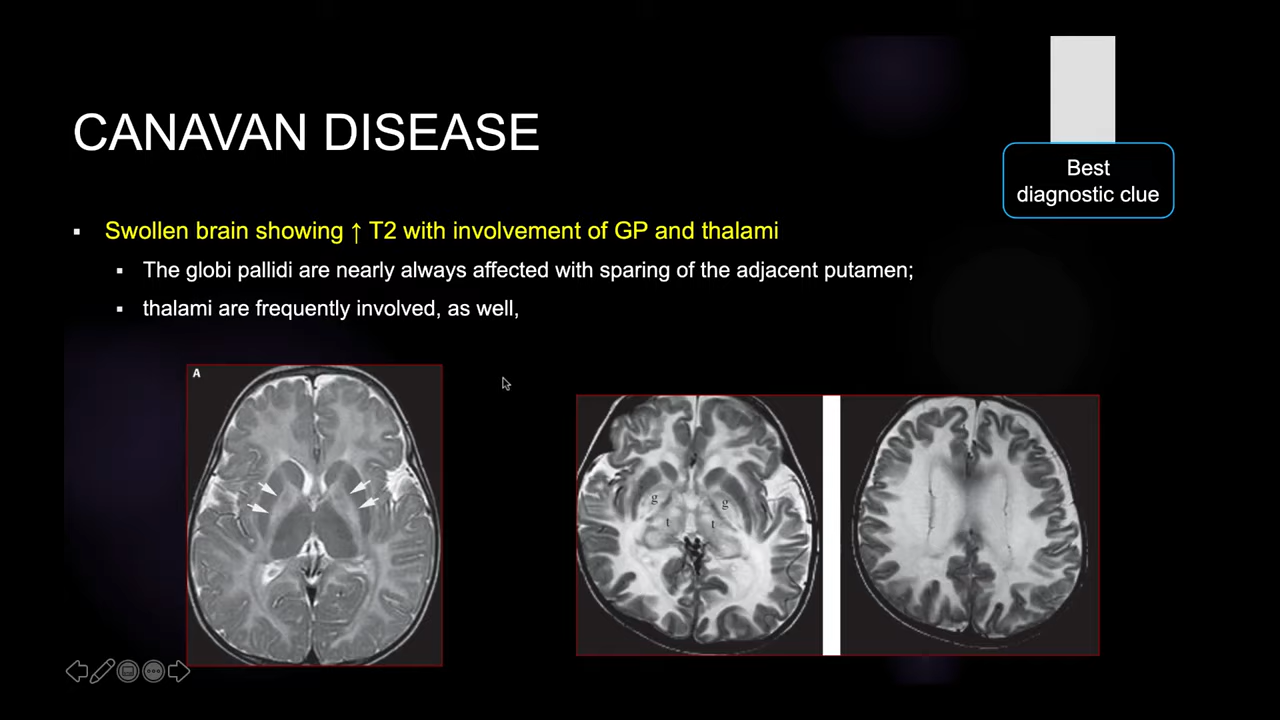 CANAVAN DISEASE
Best
diagnostic clue
▪ Swollen brain showing ↑ T2 with involvement of GP and thalami
▪ The globi pallidi are nearly always affected with sparing of the adjacent putamen;
▪ thalami are frequently involved, as well,
A
g
g
t
t